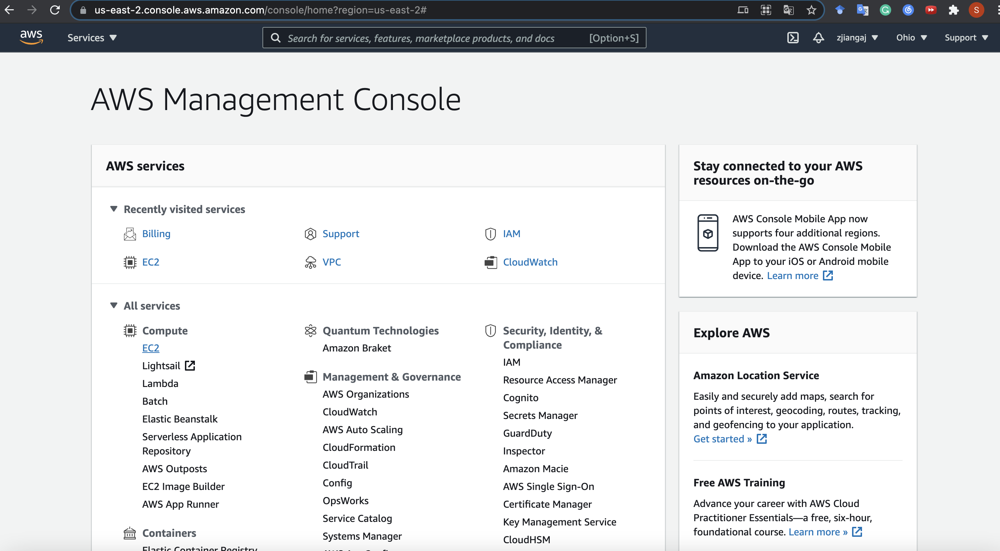 us-east-2.console.aws.amazon.com/console/home?region=us-east-2#
S
aws
Services
Search for services, features, marketplace products, and docs
[Option+S]
zjiangaj
Ohio
Support
AWS Management Console
AWS services
Recently visited services
Billing
Support
IAM
EC2
VPC
CloudWatch
All services
Compute
EC2
Lightsail
Lambda
Batch
Elastic Beanstalk
Serverless Application
Repository
AWS Outposts
EC2 Image Builder
AWS App Runner
Containers
Elastic Container Registry
Quantum Technologies
Amazon Braket
Management & Governance
AWS Organizations
CloudWatch
AWS Auto Scaling
CloudFormation
CloudTrail
Config
OpsWorks
Service Catalog
Systems Manager
Security, Identity, &
Compliance
IAM
Resource Access Manager
Cognito
Secrets Manager
GuardDuty
Inspector
Amazon Macie
AWS Single Sign-On
Certificate Manager
Key Management Service
CloudHSM
Stay connected to your AWS
resources on-the-go
AWS Console Mobile App now
supports four additional regions.
Download the AWS Console Mobile
App to your iOS or Android mobile
device. Learn more
Explore AWS
Amazon Location Service
Easily and securely add maps, search for
points of interest, geocoding, routes, tracking,
and geofencing to your application.
Get started »
Free AWS Training
Advance your career with AWS Cloud
Practitioner Essentials—a free, six-hour,
foundational course. Learn more »